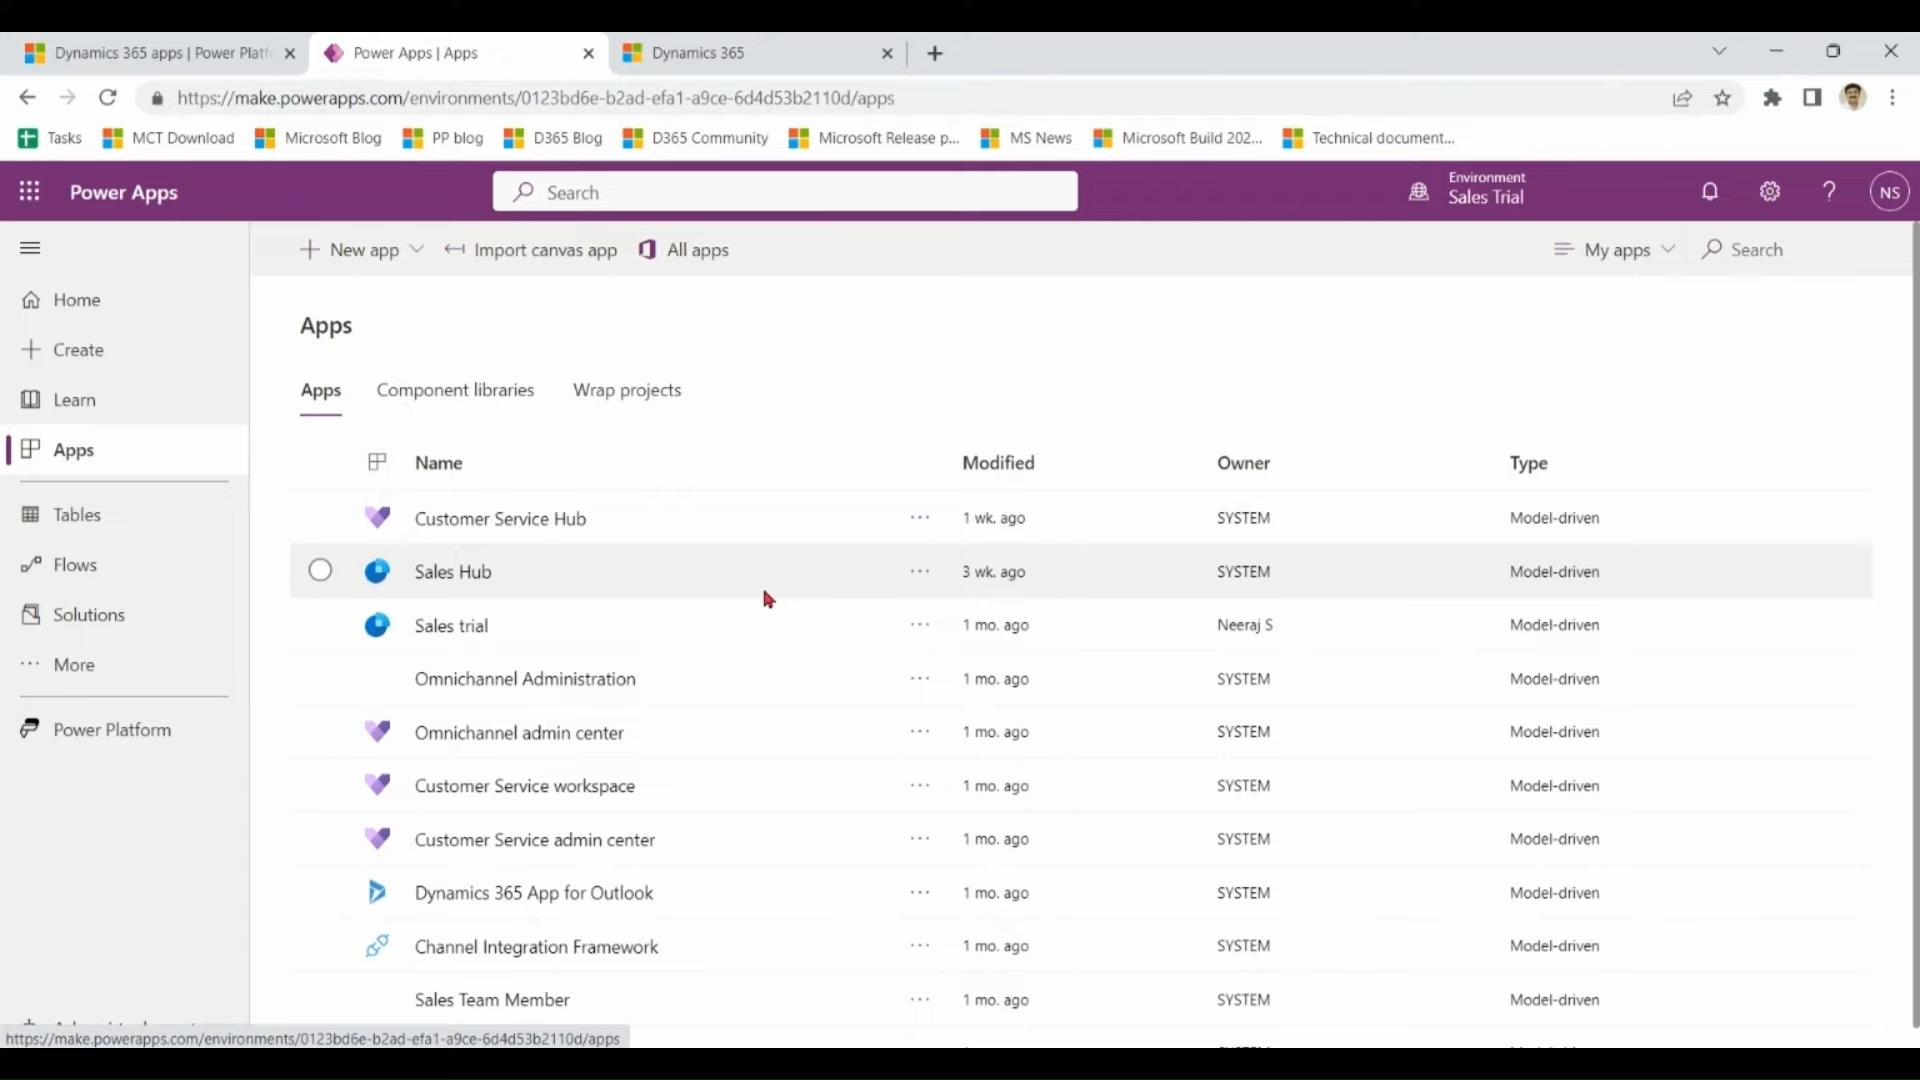 Dynamics 365 apps | Power Platf
Power Apps | Apps
Dynamics 365
https://make.powerapps.com/environments/0123bd6e-b2ad-efa1-a9ce-6d4d53b2110d/apps
Tasks
MCT Download
Microsoft Blog
PP blog
D365 Blog
D365 Community
Microsoft Release p...
MS News
Microsoft Build 202...
Technical document...
Power Apps
Search
Environment
Sales Trial
?
NS
New app
Import canvas app
All apps
My apps
Search
Home
Create
Learn
Apps
Tables
Flows
Solutions
More
Power Platform
Apps
Apps Component libraries Wrap projects
Name Modified Owner Type
Customer Service Hub ... 1 wk. ago SYSTEM Model-driven
Sales Hub ... 3 wk. ago SYSTEM Model-driven
Sales trial ... 1 mo. ago Neeraj S Model-driven
Omnichannel Administration ... 1 mo. ago SYSTEM Model-driven
Omnichannel admin center ... 1 mo. ago SYSTEM Model-driven
Customer Service workspace ... 1 mo. ago SYSTEM Model-driven
Customer Service admin center ... 1 mo. ago SYSTEM Model-driven
Dynamics 365 App for Outlook ... 1 mo. ago SYSTEM Model-driven
Channel Integration Framework ... 1 mo. ago SYSTEM Model-driven
Sales Team Member ... 1 mo. ago SYSTEM Model-driven
https://make.powerapps.com/environments/0123bd6e-b2ad-efa1-a9ce-6d4d53b2110d/apps